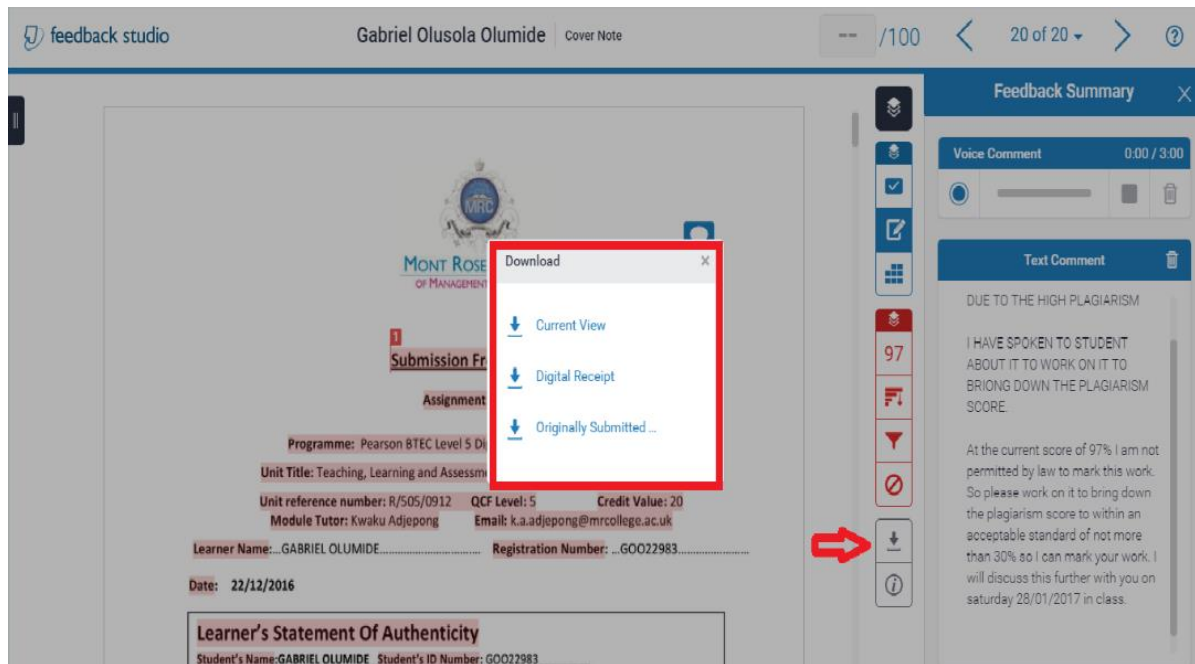 feedback studio
Gabriel Olusola Olumide Cover Note
-- /100
20 of 20
Feedback Summary
Voice Comment 0:00 / 3:00
MRC
MONT ROSE
OF MANAGEMENT
Download
Current View
Digital Receipt
Originally Submitted ...
1
Submission Fr
Assignment
Programme: Pearson BTEC Level 5 Di
Unit Title: Teaching, Learning and Assessm
Unit reference number: R/505/0912 QCF Level: 5 Credit Value: 20
Module Tutor: Kwaku Adjepong Email: k.a.adjepong@mrcollege.ac.uk
Learner Name:...GABRIEL OLUMIDE................................. Registration Number: ...GOO22983.......................
Date: 22/12/2016
Learner's Statement Of Authenticity
Student's Name:GABRIEL OLUMIDE Student's ID Number: GOO22983
97
Text Comment
DUE TO THE HIGH PLAGIARISM
I HAVE SPOKEN TO STUDENT
ABOUT IT TO WORK ON IT TO
BRIONG DOWN THE PLAGIARISM
SCORE.
At the current score of 97% I am not
permitted by law to mark this work.
So please work on it to bring down
the plagiarism score to within an
acceptable standard of not more
than 30% so I can mark your work. I
will discuss this further with you on
saturday 28/01/2017 in class.